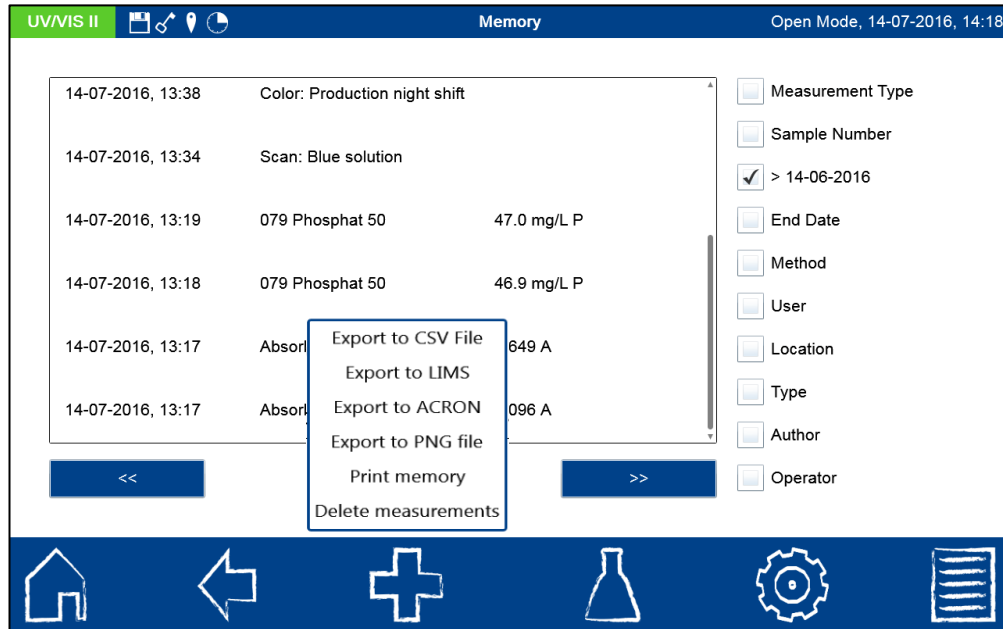 UV/VIS II Memory Open Mode, 14-07-2016, 14:18
14-07-2016, 13:38 Color: Production night shift
14-07-2016, 13:34 Scan: Blue solution
14-07-2016, 13:19 079 Phosphat 50 47.0 mg/L P
14-07-2016, 13:18 079 Phosphat 50 46.9 mg/L P
14-07-2016, 13:17 649 A
14-07-2016, 13:17 096 A
Export to CSV File
Export to LIMS
Export to ACRON
Export to PNG file
Print memory
Delete measurements
<< >>
Measurement Type
Sample Number
> 14-06-2016
End Date
Method
User
Location
Type
Author
Operator